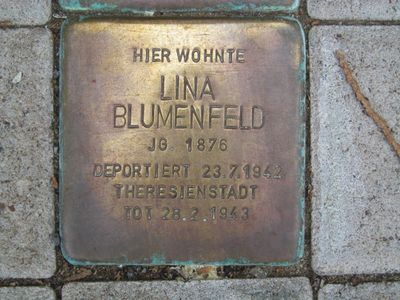 HIER WOHNTE
LINA
BLUMENFELD
JG. 1876
DEPORTIERT 23.7.1942
THERESIENSTADT
TOT 28.2.1943